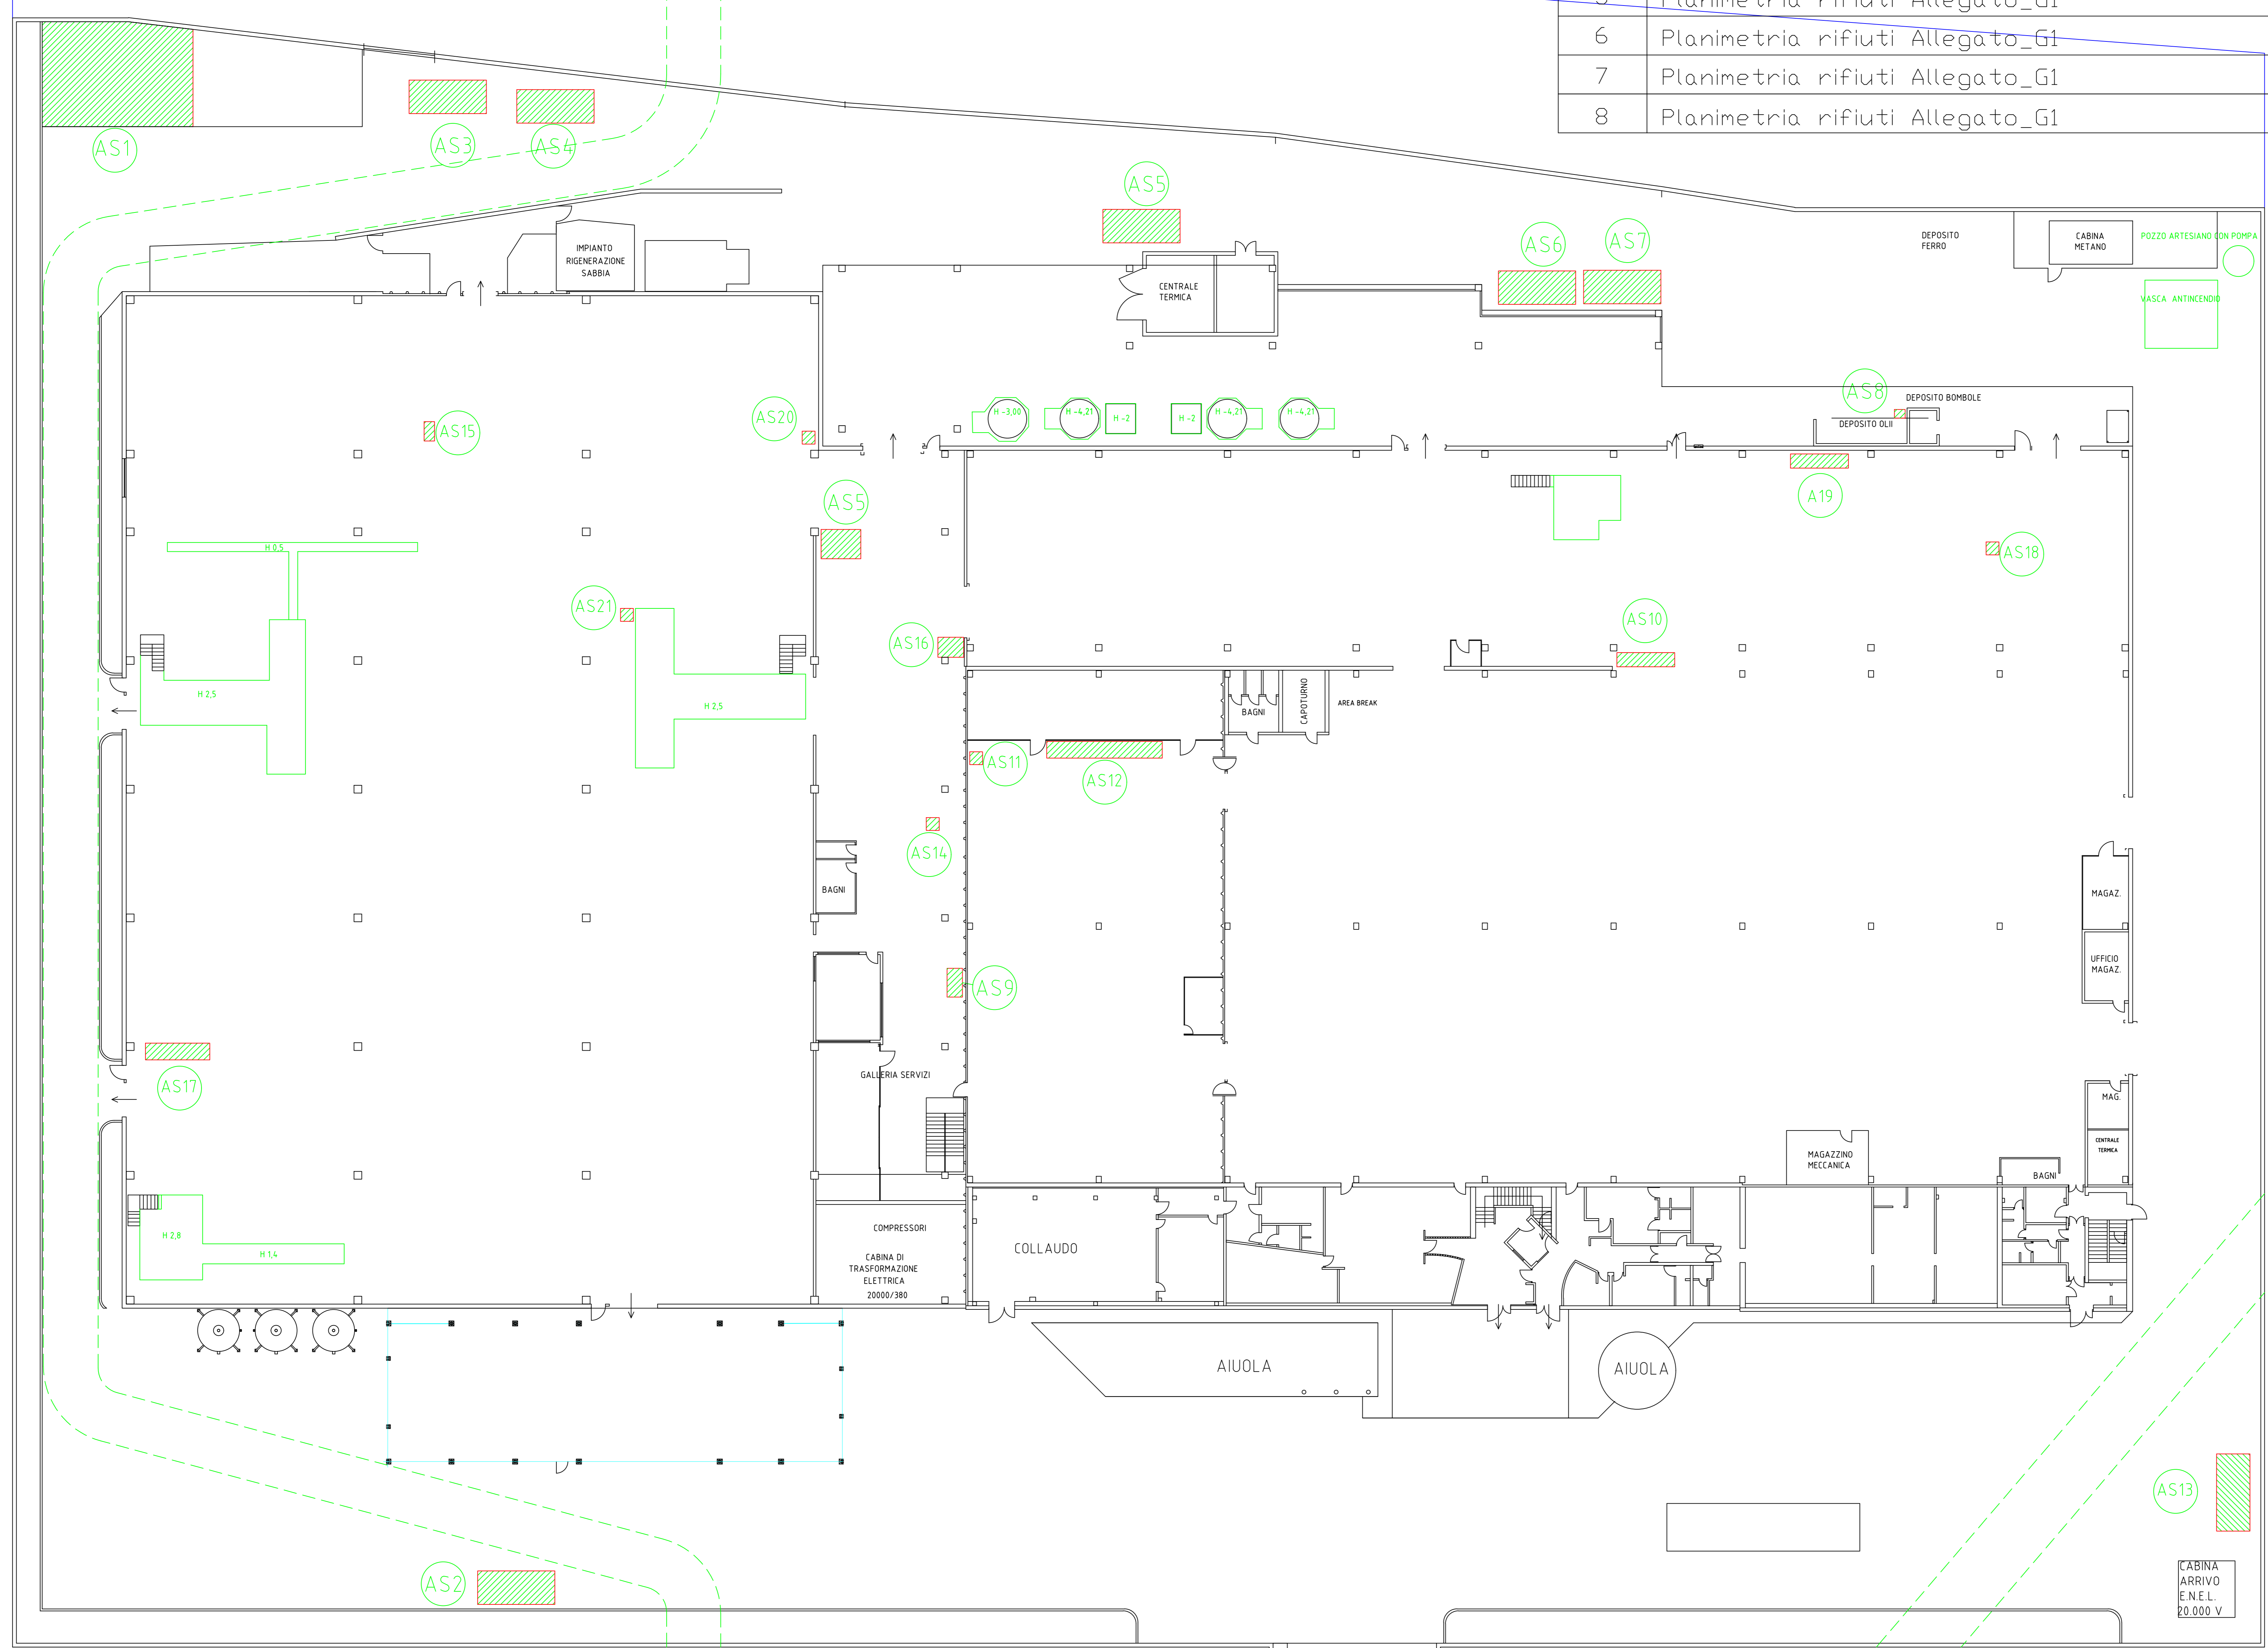 5 Planimetria rifiuti Allegato_G1
6 Planimetria rifiuti Allegato_G1
7 Planimetria rifiuti Allegato_G1
8 Planimetria rifiuti Allegato_G1
AS1
AS3
AS4
AS5
AS6
AS7
IMPIANTO
RIGENERAZIONE
SABBIA
CENTRALE
TERMICA
DEPOSITO
FERRO
CABINA
METANO
POZZO ARTESIANO CON POMPA
VASCA ANTINCENDIO
AS15
AS20
H -3,00
H -4,21
H -2
H -2
H -4,21
H -4,21
AS8
DEPOSITO BOMBOLE
DEPOSITO OLII
AS5
A19
AS18
H 0,5
AS21
AS16
AS10
H 2,5
H 2,5
BAGNI
CAPOTURNO
AREA BREAK
AS11
AS12
AS14
BAGNI
MAGAZ.
UFFICIO
MAGAZ.
AS9
AS17
GALLERIA SERVIZI
MAG.
CENTRALE
TERMICA
MAGAZZINO
MECCANICA
BAGNI
H 2,8
H 1,4
COMPRESSORI
CABINA DI
TRASFORMAZIONE
ELETTRICA
20000/380
COLLAUDO
AIUOLA
AIUOLA
AS13
AS2
CABINA
ARRIVO
E.N.E.L.
20.000 V